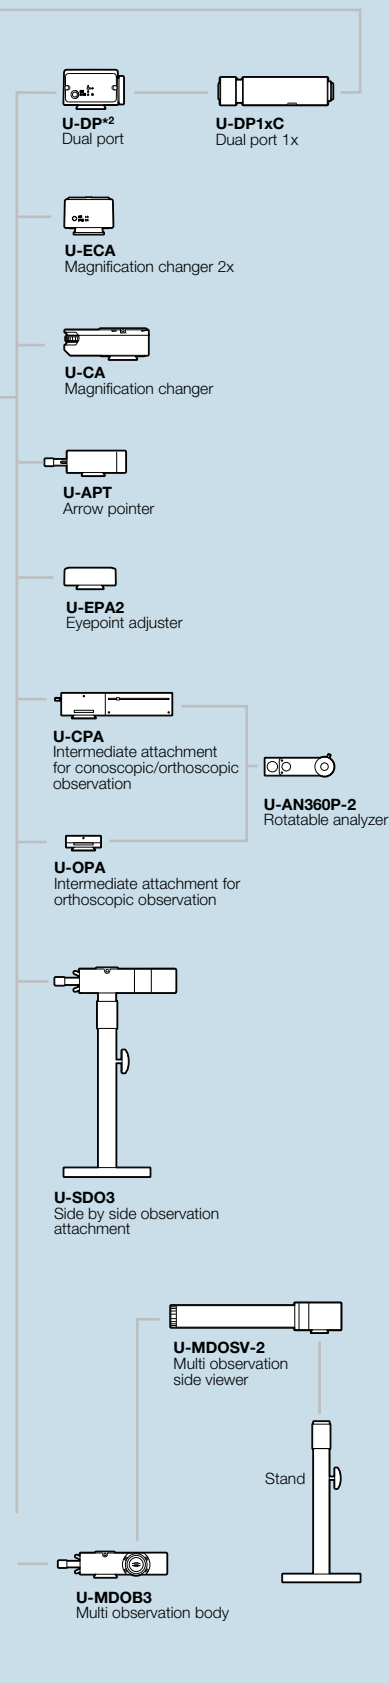 U-DP*2
Dual port
U-DP1xC
Dual port 1x
U-ECA
Magnification changer 2x
U-CA
Magnification changer
U-APT
Arrow pointer
U-EPA2
Eyepoint adjuster
U-CPA
Intermediate attachment
for conoscopic/orthoscopic
observation
U-AN360P-2
Rotatable analyzer
U-OPA
Intermediate attachment for
orthoscopic observation
U-SDO3
Side by side observation
attachment
U-MDOSV-2
Multi observation
side viewer
Stand
U-MDOB3
Multi observation body